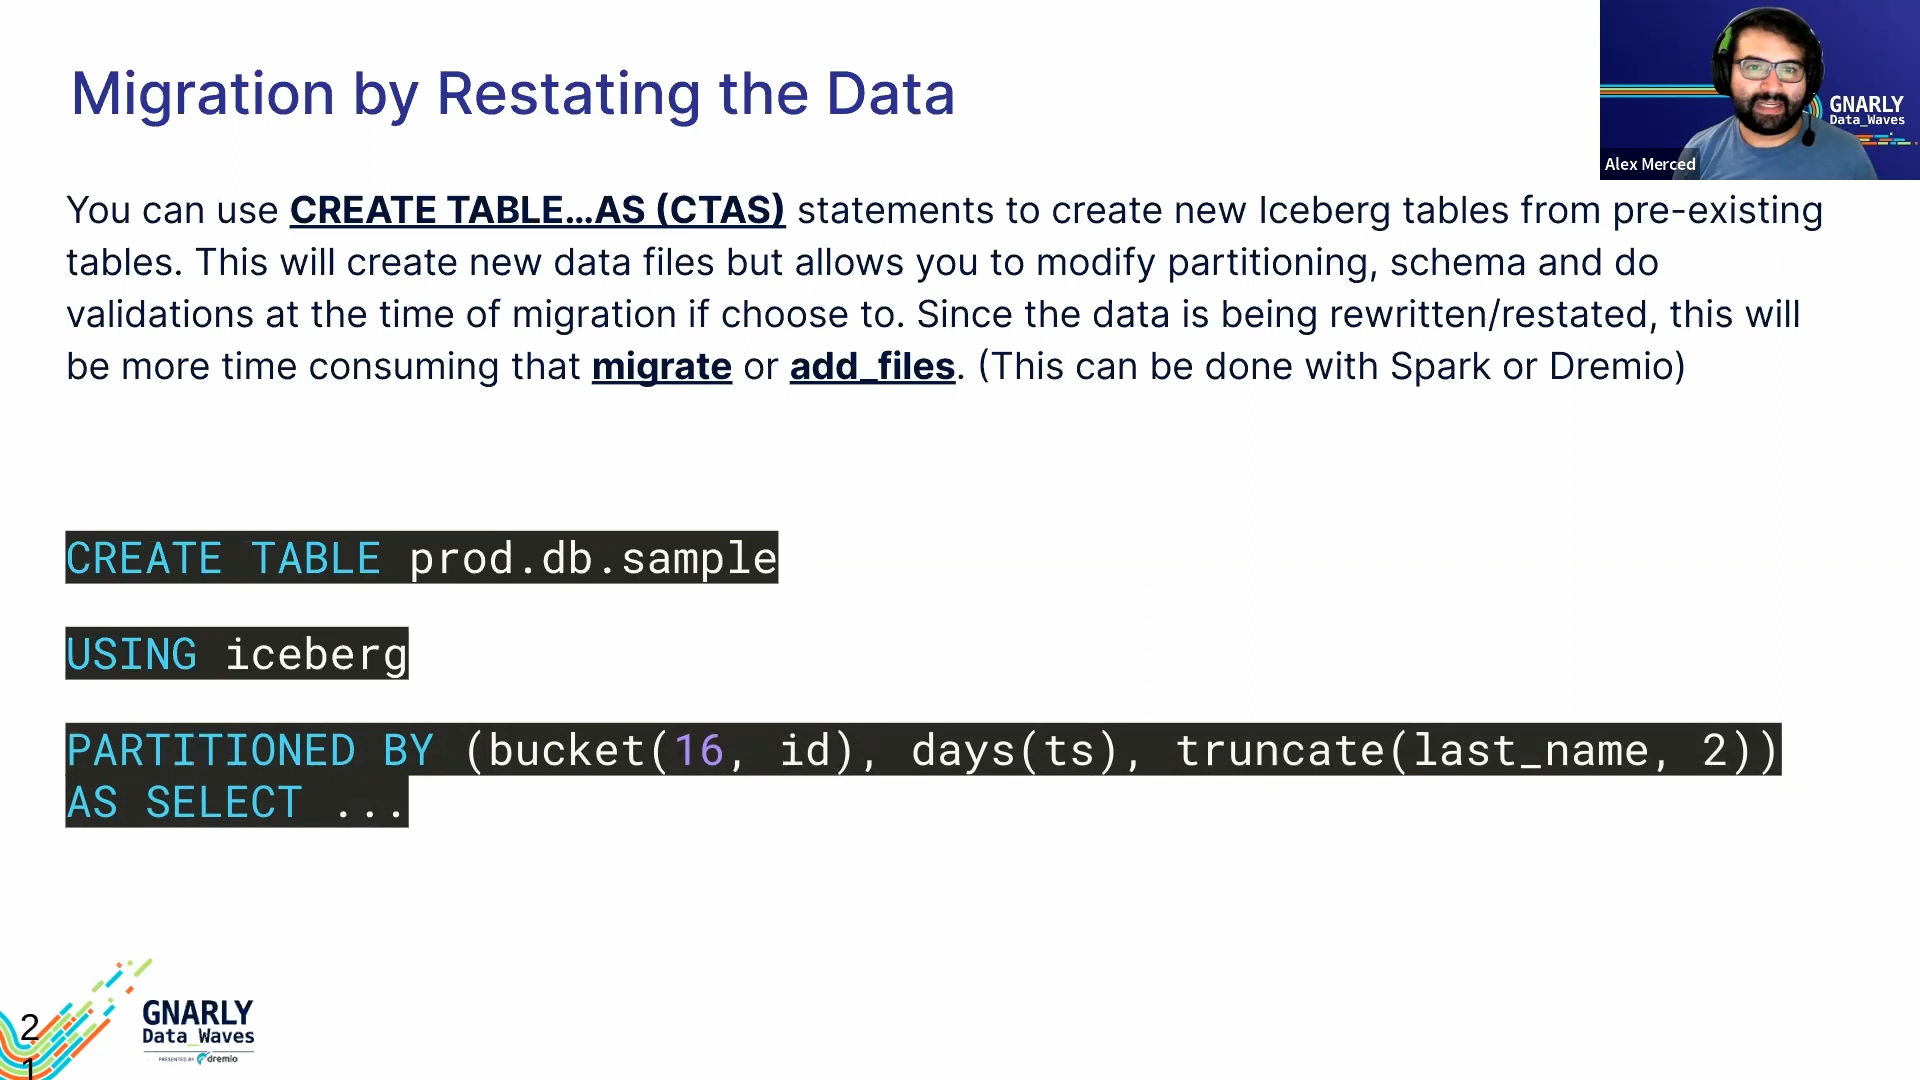 Migration by Restating the Data
GNARLY
Data_Waves
Alex Merced
You can use CREATE TABLE...AS (CTAS) statements to create new Iceberg tables from pre-existing
tables. This will create new data files but allows you to modify partitioning, schema and do
validations at the time of migration if choose to. Since the data is being rewritten/restated, this will
be more time consuming that migrate or add_files. (This can be done with Spark or Dremio)
CREATE TABLE prod.db.sample
USING iceberg
PARTITIONED BY (bucket(16, id), days(ts), truncate(last_name, 2))
AS SELECT ...
GNARLY
Data_Waves
PRESENTED BY dremio
2
1